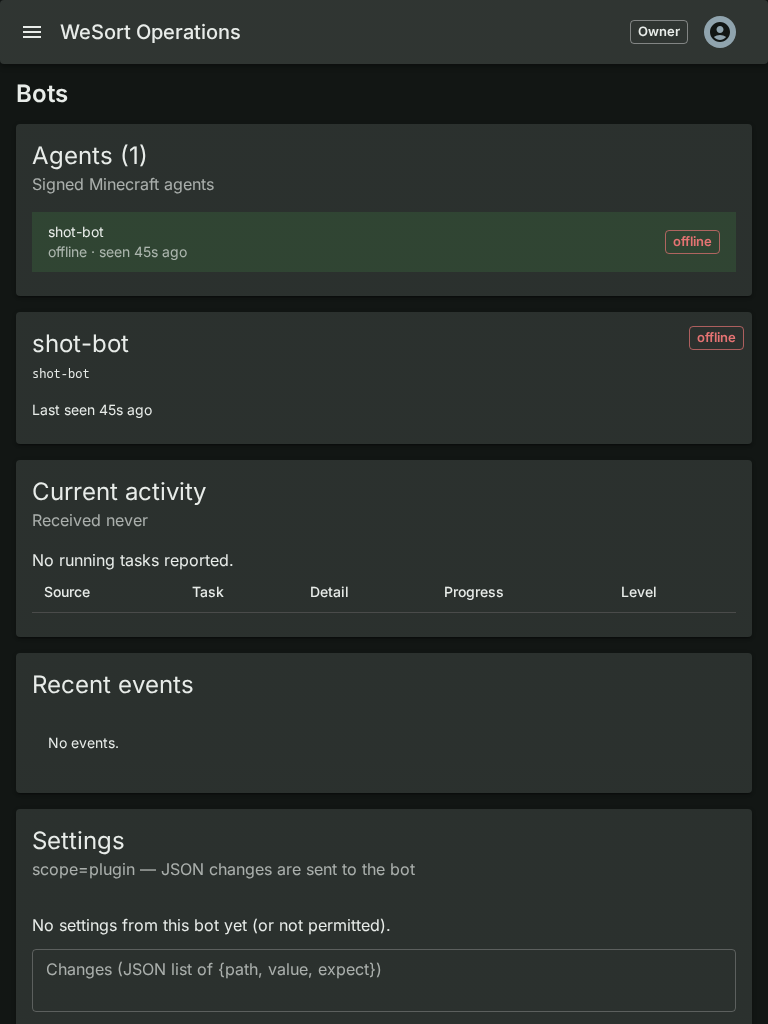 WeSort Operations
Owner
Bots
Agents (1)
Signed Minecraft agents
shot-bot
offline · seen 45s ago
offline
shot-bot
offline
shot-bot
Last seen 45s ago
Current activity
Received never
No running tasks reported.
Source Task Detail Progress Level
Recent events
No events.
Settings
scope=plugin — JSON changes are sent to the bot
No settings from this bot yet (or not permitted).
Changes (JSON list of {path, value, expect})